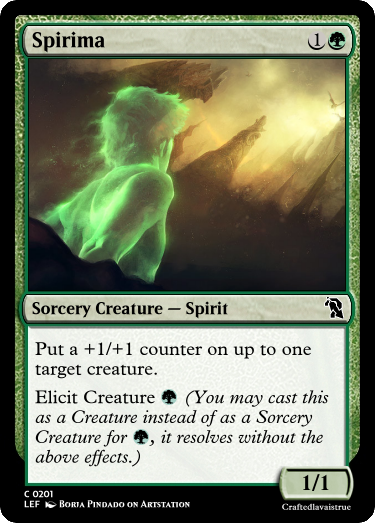 Spirima 1
Sorcery Creature — Spirit
Put a +1/+1 counter on up to one
target creature.
Elicit Creature (You may cast this
as a Creature instead of as a Sorcery
Creature for , it resolves without the
above effects.)
1/1
C 0201
LEF Borja Pindado on Artstation
Craftedlavaistrue